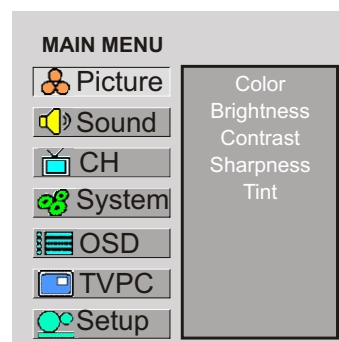 MAIN MENU
Picture
Sound
CH
System
OSD
TVPC
Setup
Color
Brightness
Contrast
Sharpness
Tint